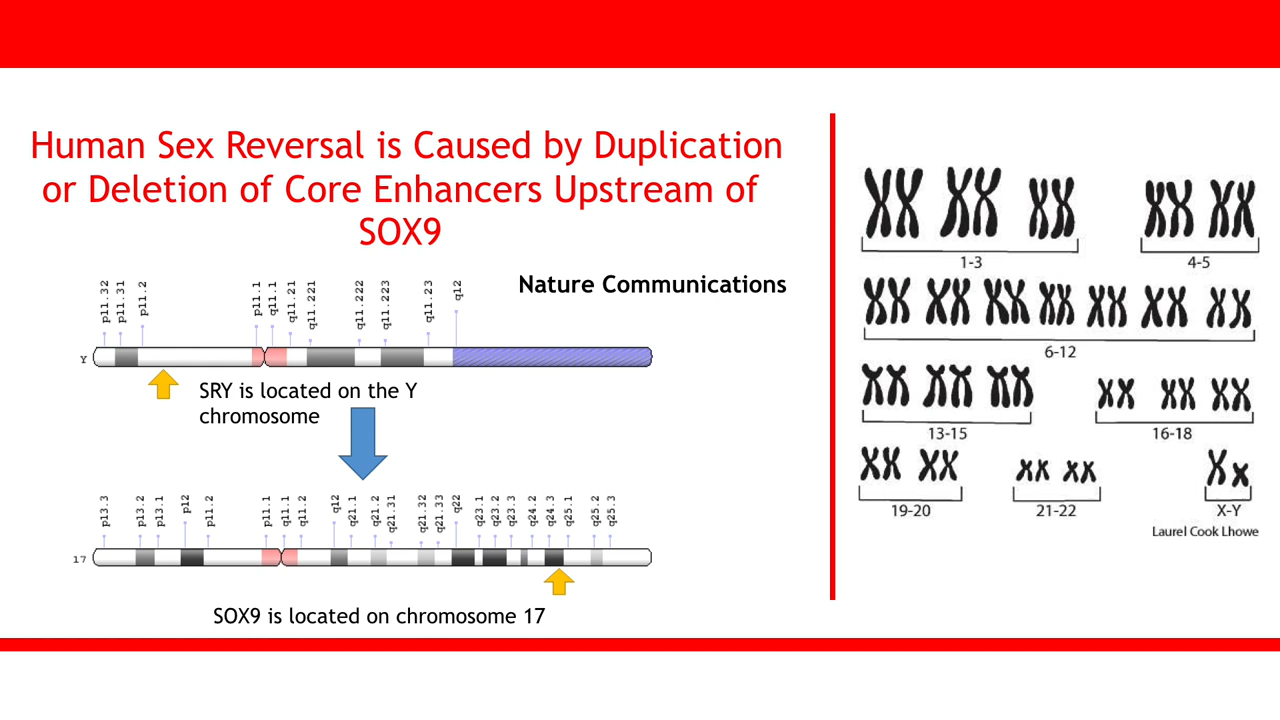 Human Sex Reversal is Caused by Duplication
or Deletion of Core Enhancers Upstream of
SOX9
Nature Communications
p11.32
p11.31
p11.2
p11.1
q11.1
q11.21
q11.221
q11.222
q11.223
q11.23
q12
Y
SRY is located on the Y
chromosome
p13.3
p13.2
p13.1
p12
p11.2
p11.1
q11.1
q11.2
q12
q21.1
q21.2
q21.31
q21.32
q21.33
q22
q23.1
q23.2
q23.3
q24.2
q24.3
q25.1
q25.2
q25.3
17
SOX9 is located on chromosome 17
1-3
4-5
6-12
13-15
16-18
19-20
21-22
X-Y
Laurel Cook Lhowe